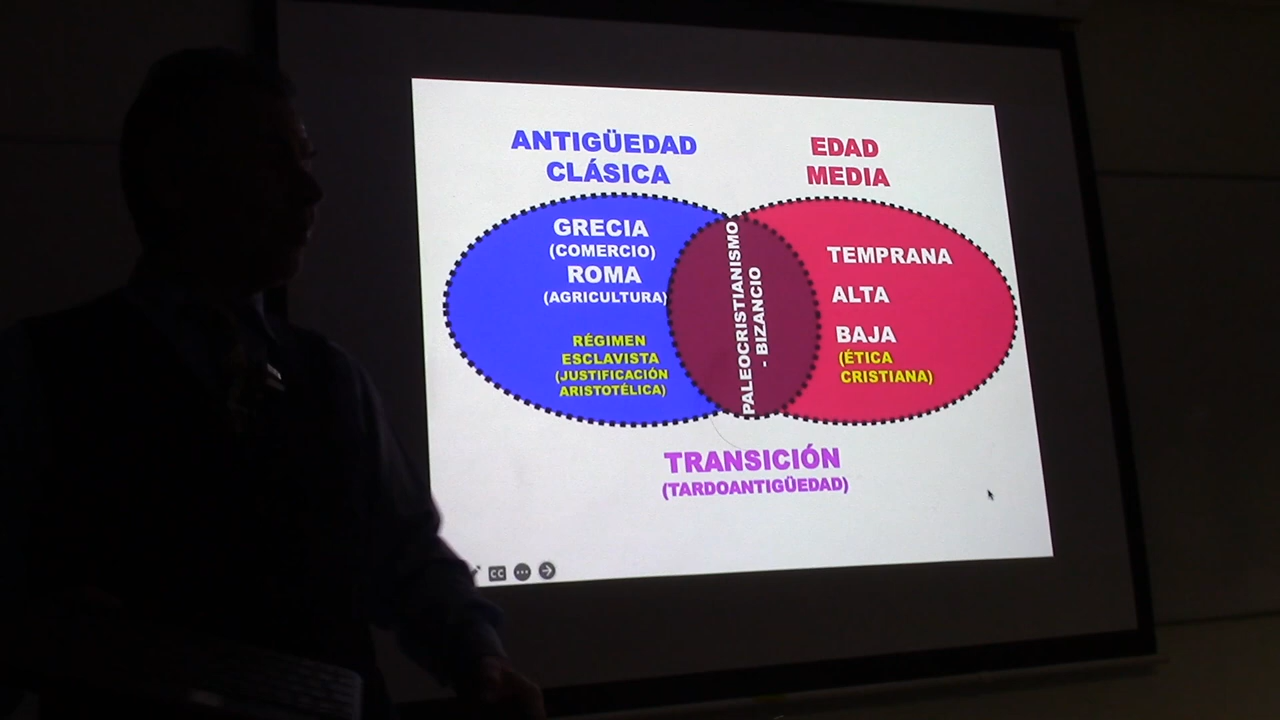 ANTIGÜEDAD
CLÁSICA
EDAD
MEDIA
GRECIA
(COMERCIO)
ROMA
(AGRICULTURA)
RÉGIMEN
ESCLAVISTA
(JUSTIFICACIÓN
ARISTOTÉLICA)
PALEOCRISTIANISMO
- BIZANCIO
TEMPRANA
ALTA
BAJA
(ÉTICA
CRISTIANA)
TRANSICIÓN
(TARDOANTIGÜEDAD)
CC